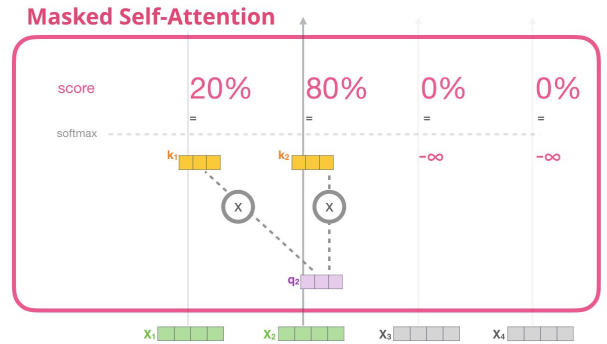 Masked Self-Attention
score 20% 80% 0% 0%
= = = =
softmax
k1 k2 -∞ -∞
X X
q2
X1 X2 X3 X4